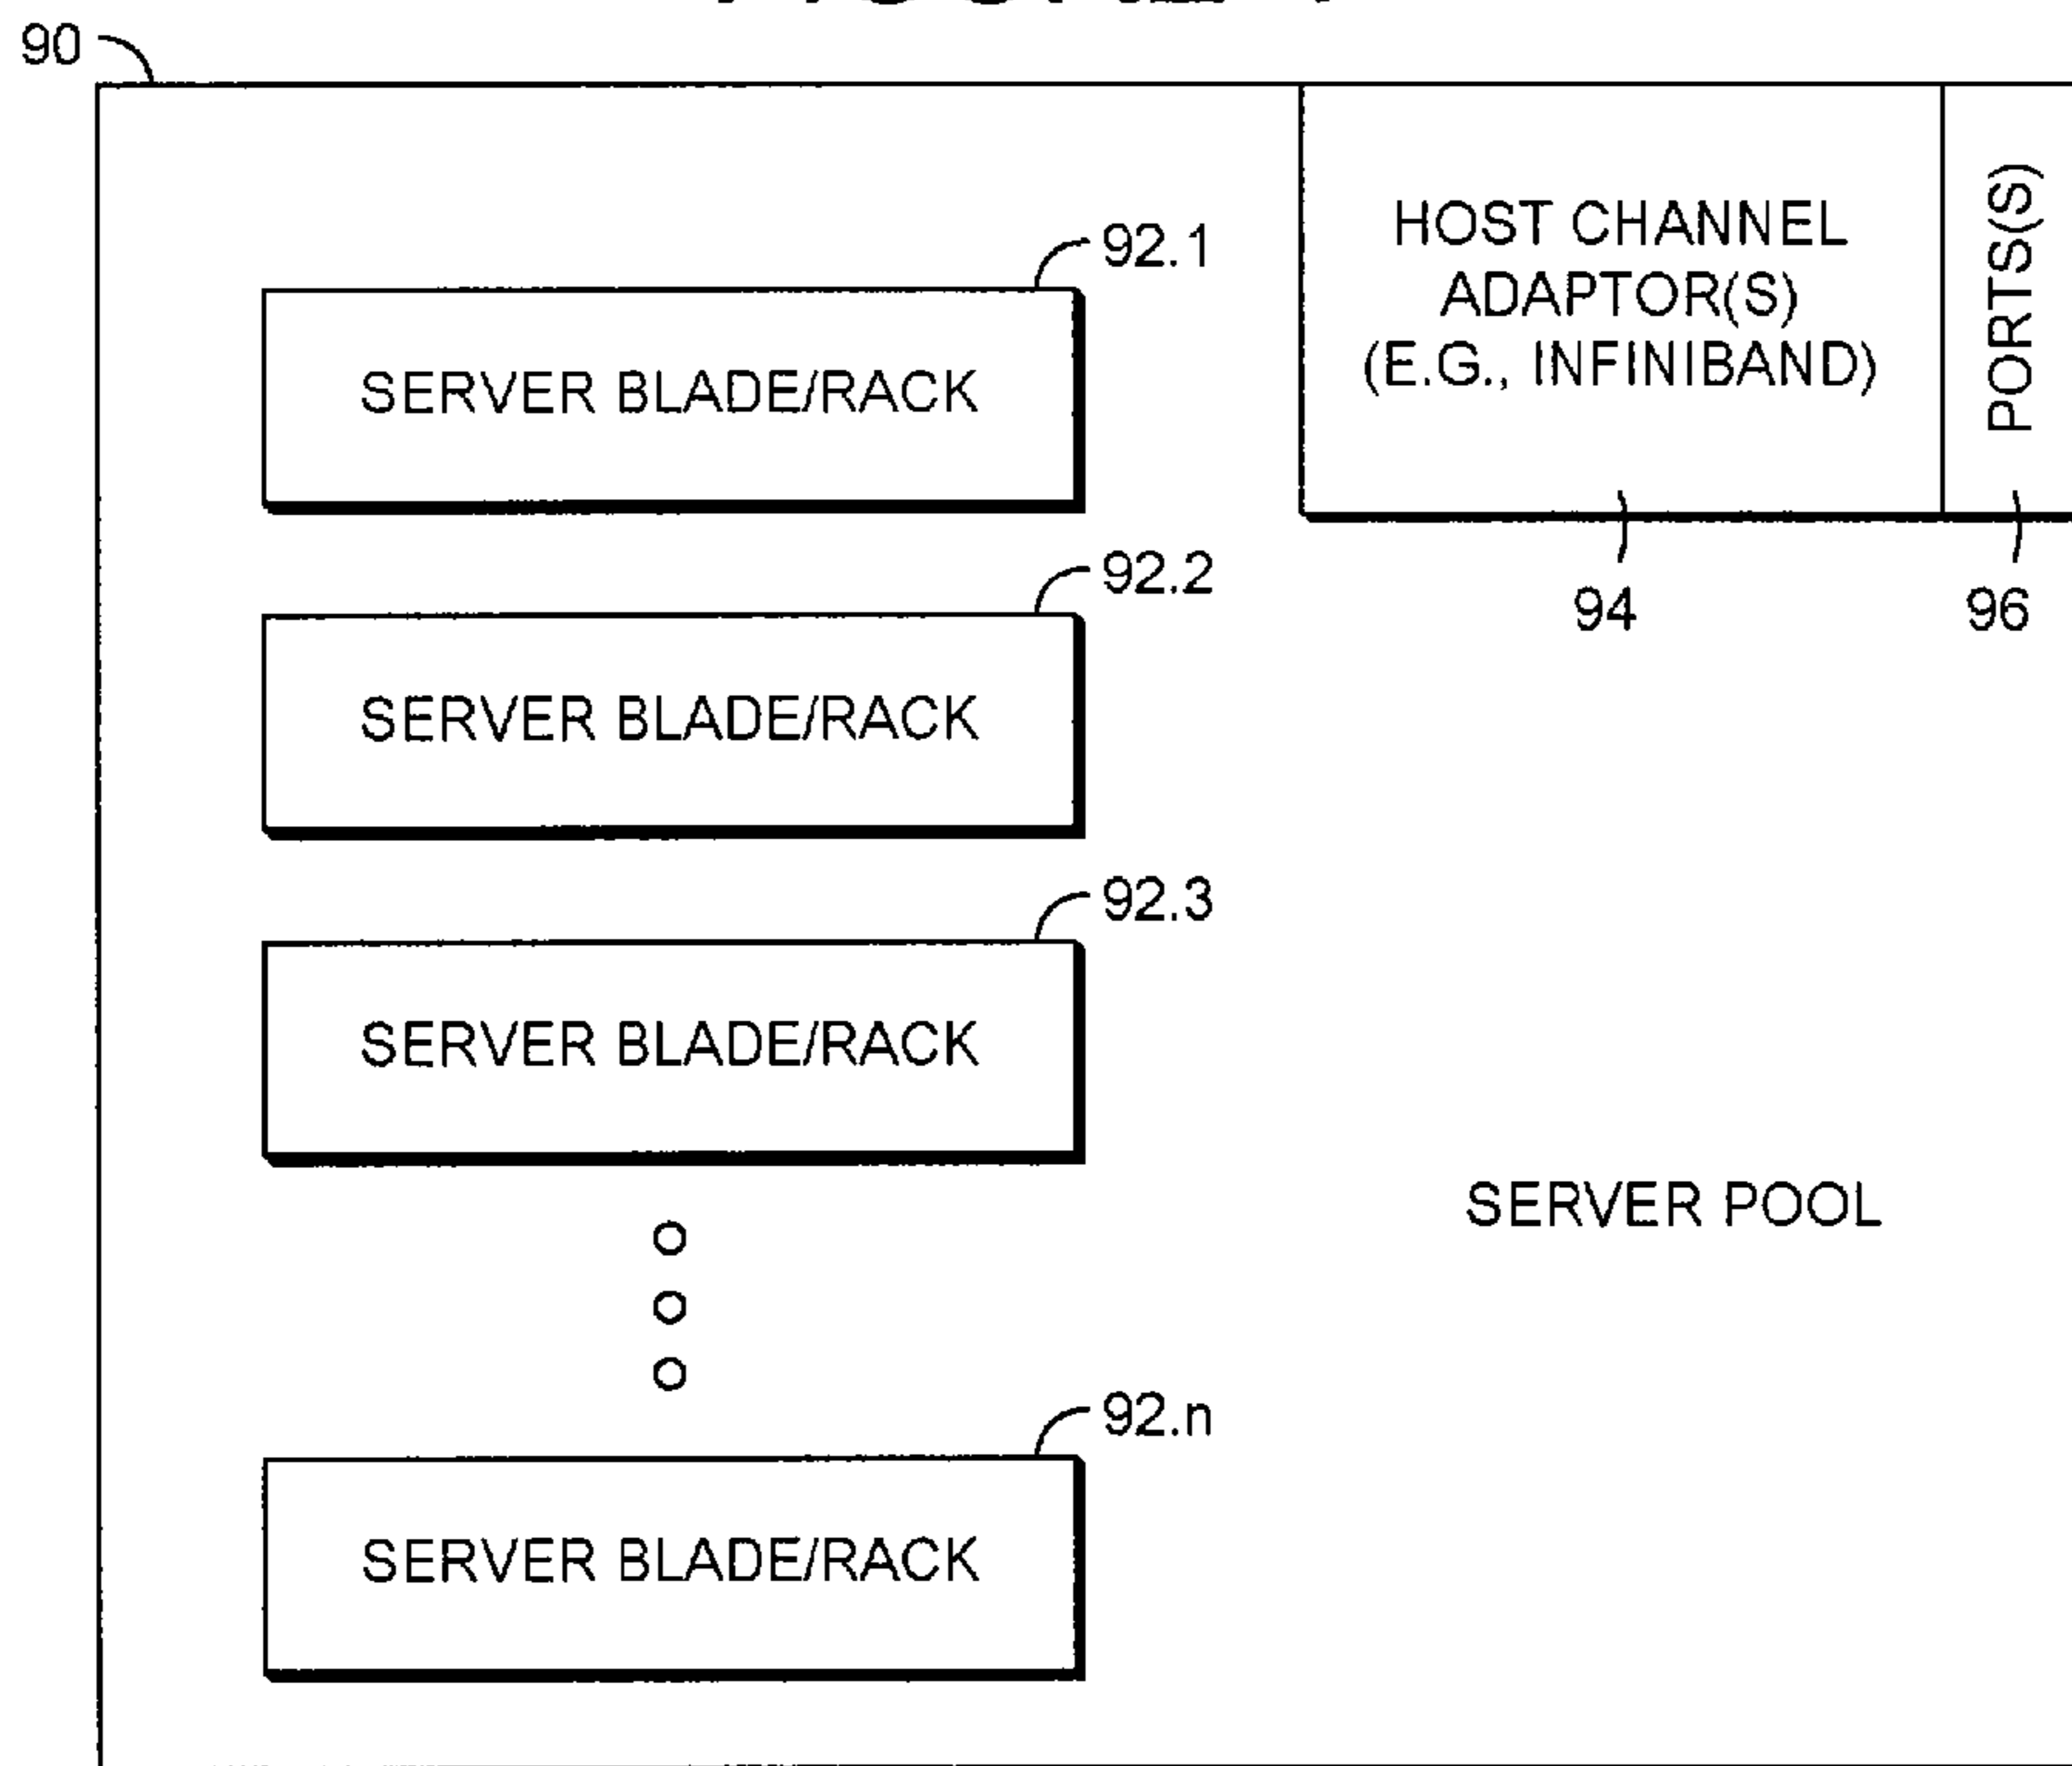 90
HOST CHANNEL
ADAPTOR(S)
(E.G., INFINIBAND)
PORTS(S)
92.1
SERVER BLADE/RACK
94
96
92.2
SERVER BLADE/RACK
92.3
SERVER BLADE/RACK
SERVER POOL
92.n
SERVER BLADE/RACK